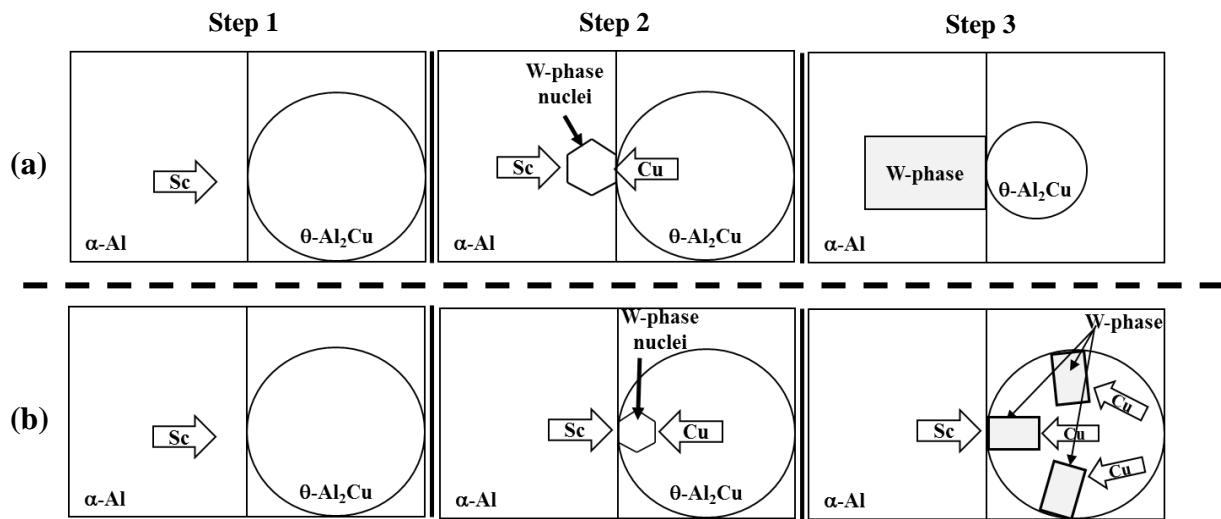 Step 1
Step 2
Step 3
(a)
Sc
α-Al
θ-Al₂Cu
W-phase
nuclei
Sc
Cu
α-Al
θ-Al₂Cu
W-phase
θ-Al₂Cu
α-Al
(b)
Sc
α-Al
θ-Al₂Cu
W-phase
nuclei
Sc
Cu
α-Al
θ-Al₂Cu
W-phase
Cu
Sc
Cu
Cu
α-Al